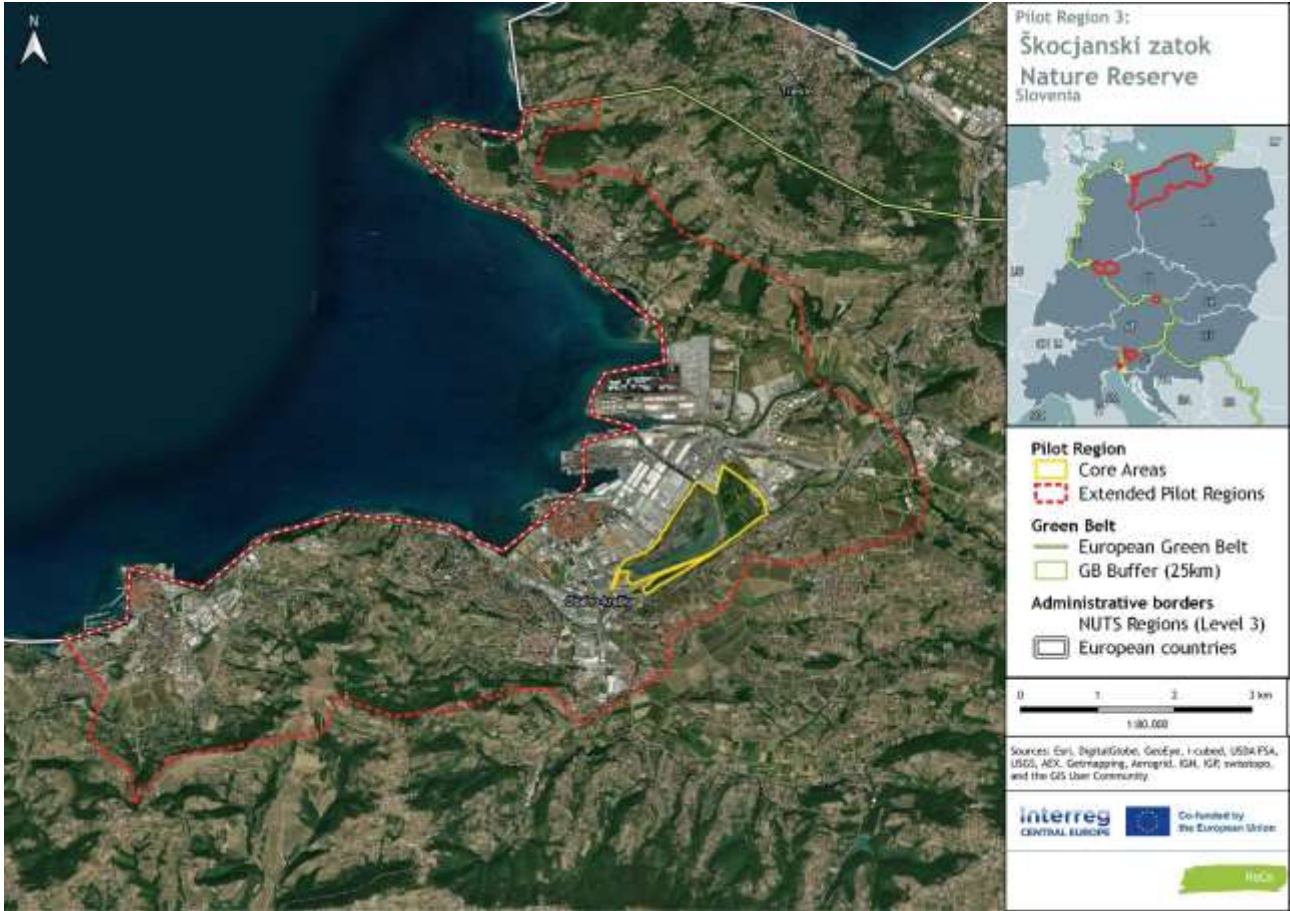 N
Pilot Region 3:
Škocjanski zatok
Nature Reserve
Slovenia
Pilot Region
Core Areas
Extended Pilot Regions
Green Belt
European Green Belt
GB Buffer (25km)
Administrative borders
NUTS Regions (Level 3)
European countries
0 1 2 3 km
1:80.000
Sources: Esri, DigitalGlobe, GeoEye, i-cubed, USDA FSA,
USGS, AEX, Getmapping, Aerogrid, IGN, IGP, swisstopo,
and the GIS User Community
Interreg
CENTRAL EUROPE
Co-funded by
the European Union